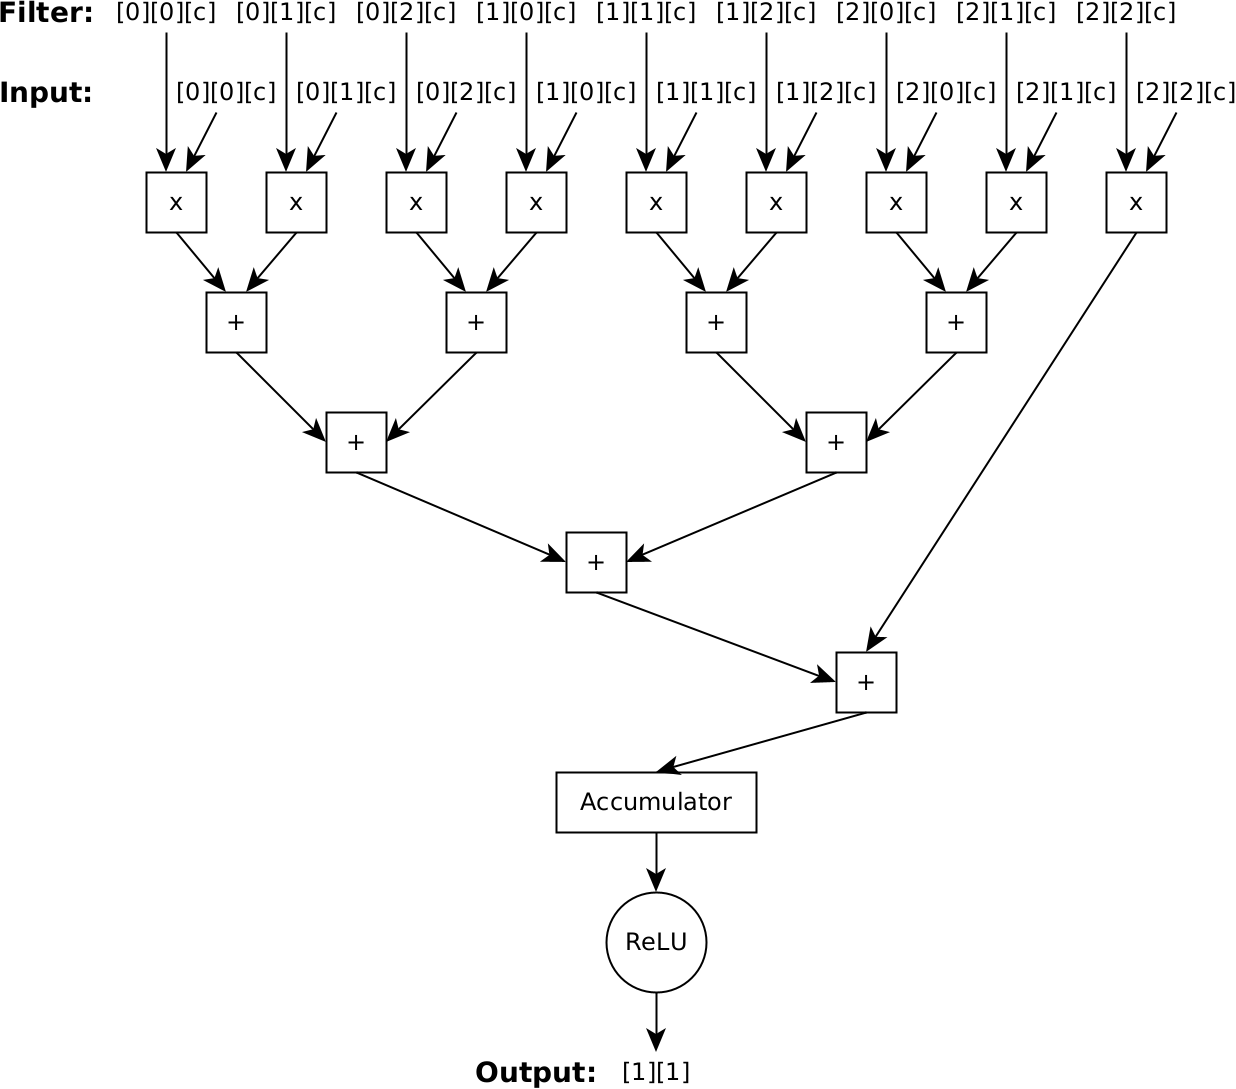 Filter: [0][0][c] [0][1][c] [0][2][c] [1][0][c] [1][1][c] [1][2][c] [2][0][c] [2][1][c] [2][2][c]
Input: [0][0][c] [0][1][c] [0][2][c] [1][0][c] [1][1][c] [1][2][c] [2][0][c] [2][1][c] [2][2][c]
x x x x x x x x x
+ + + +
+ +
+
+
Accumulator
ReLU
Output: [1][1]